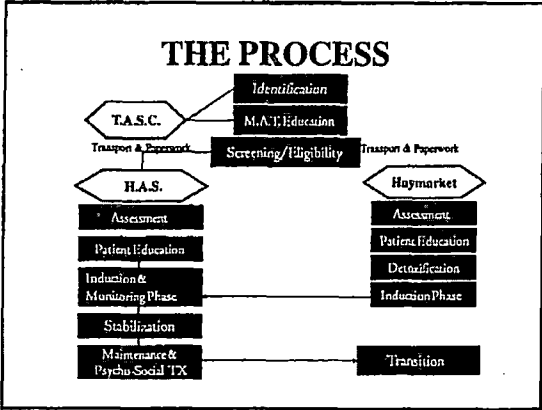 THE PROCESS
Identification
T.A.S.C.
M.A.T. Education
Transport & Paperwork
Screening/Eligibility
Transport & Paperwork
H.A.S.
Haymarket
Assessment
Patient Education
Induction &
Monitoring Phase
Stabilization
Maintenance &
Psycho-Social TX
Assessment
Patient Education
Detoxification
Induction Phase
Transition